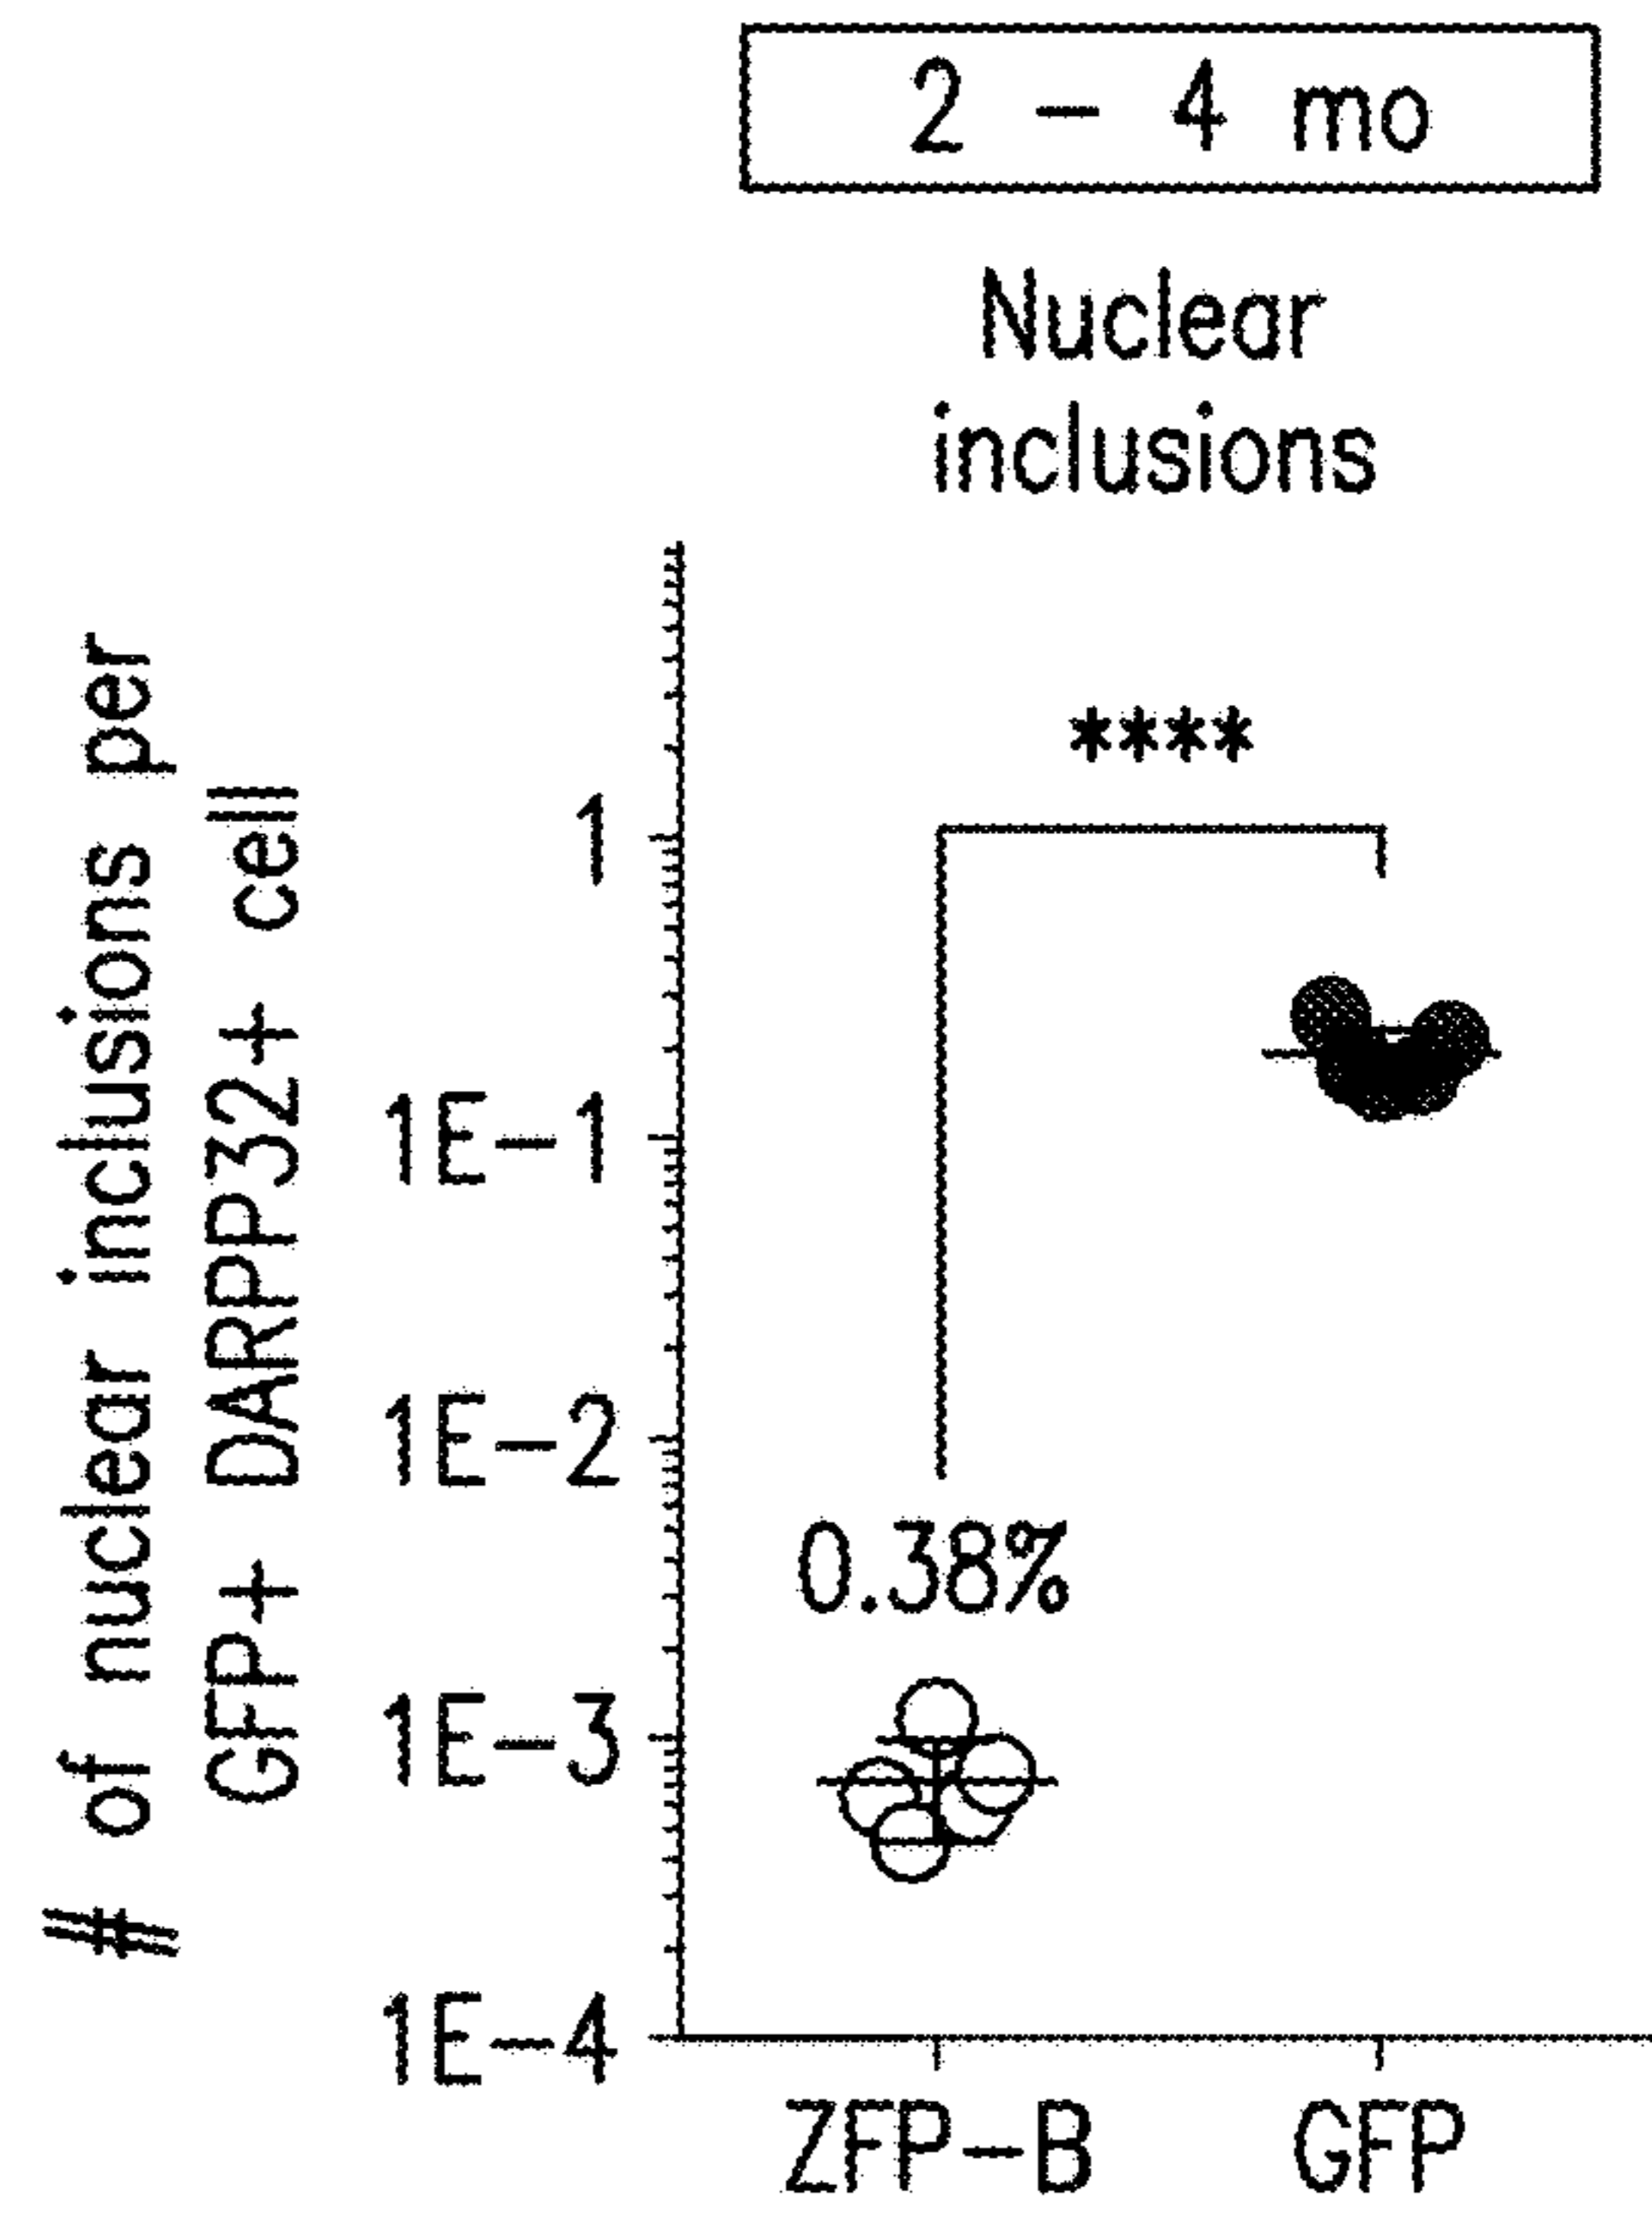 2 - 4 mo
Nuclear
inclusions
# of nuclear inclusions per
GFP+ DARPP32+ cell
1
1E-1
1E-2
1E-3
1E-4
****
0.38%
ZFP-B
GFP